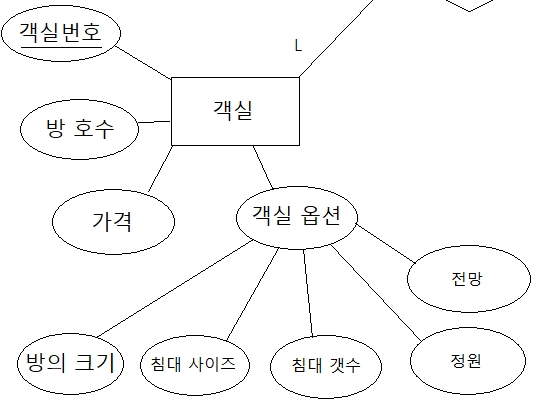 객실번호
L
객실
방 호수
가격
객실 옵션
전망
방의 크기
침대 사이즈
침대 갯수
정원